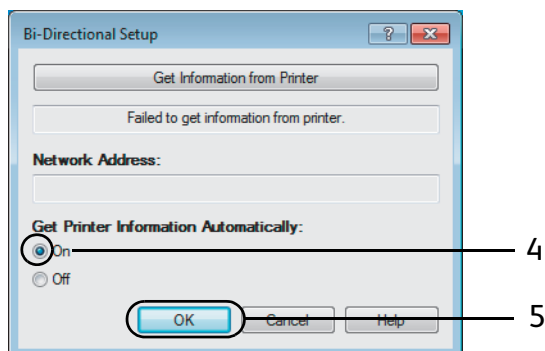 Bi-Directional Setup
Get Information from Printer
Failed to get information from printer.
Network Address:
Get Printer Information Automatically:
On 4
Off
OK Cancel Help 5